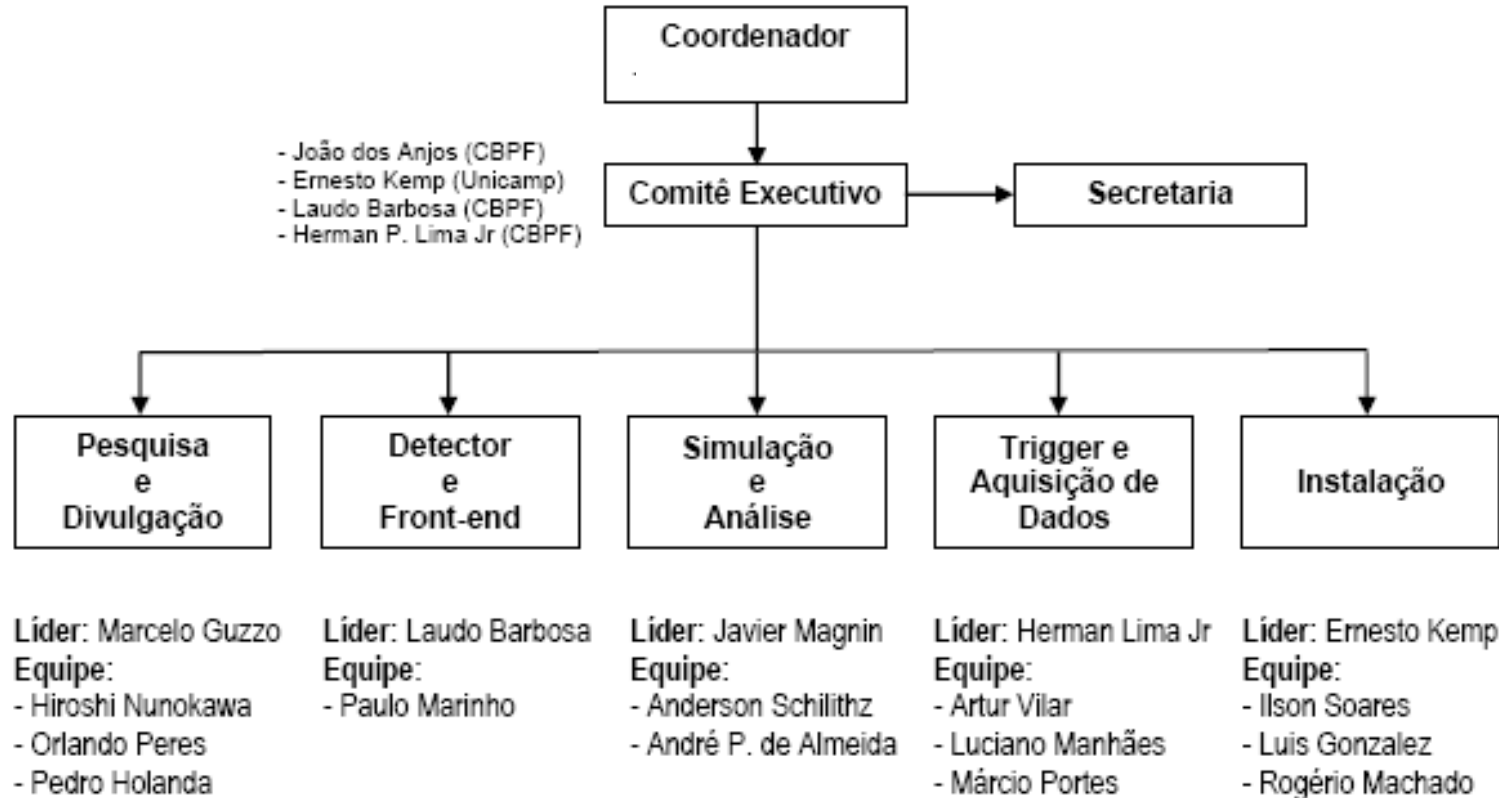 Coordenador
.
- João dos Anjos (CBPF)
- Ernesto Kemp (Unicamp)
- Laudo Barbosa (CBPF)
- Herman P. Lima Jr (CBPF)
Comitê Executivo
Secretaria
Pesquisa
e
Divulgação
Detector
e
Front-end
Simulação
e
Análise
Trigger e
Aquisição de
Dados
Instalação
Líder: Marcelo Guzzo
Equipe:
- Hiroshi Nunokawa
- Orlando Peres
- Pedro Holanda
Líder: Laudo Barbosa
Equipe:
- Paulo Marinho
Líder: Javier Magnin
Equipe:
- Anderson Schilithz
- André P. de Almeida
Líder: Herman Lima Jr
Equipe:
- Artur Vilar
- Luciano Manhães
- Márcio Portes
Líder: Ernesto Kemp
Equipe:
- Ilson Soares
- Luis Gonzalez
- Rogério Machado